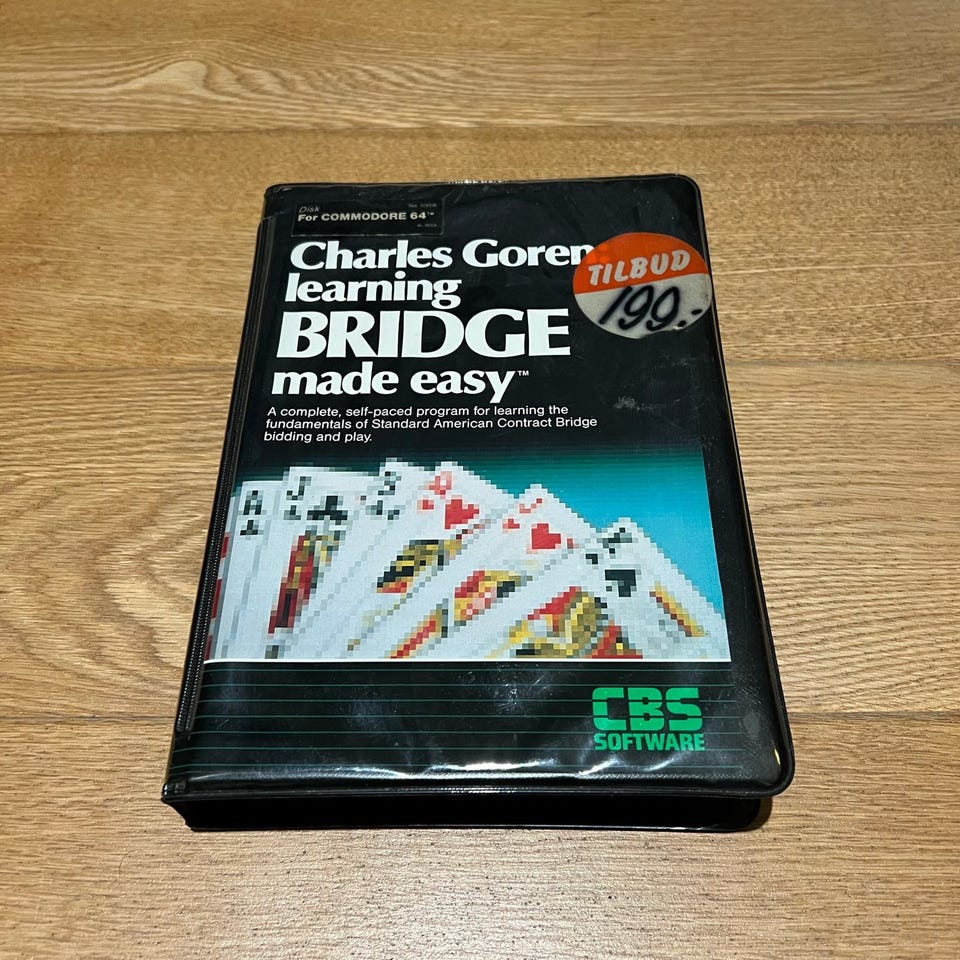 Disk
For COMMODORE 64™
Charles Goren
learning
BRIDGE
made easy™
A complete, self-paced program for learning the
fundamentals of Standard American Contract Bridge
bidding and play.
TILBUD
199.-
CBS
SOFTWARE